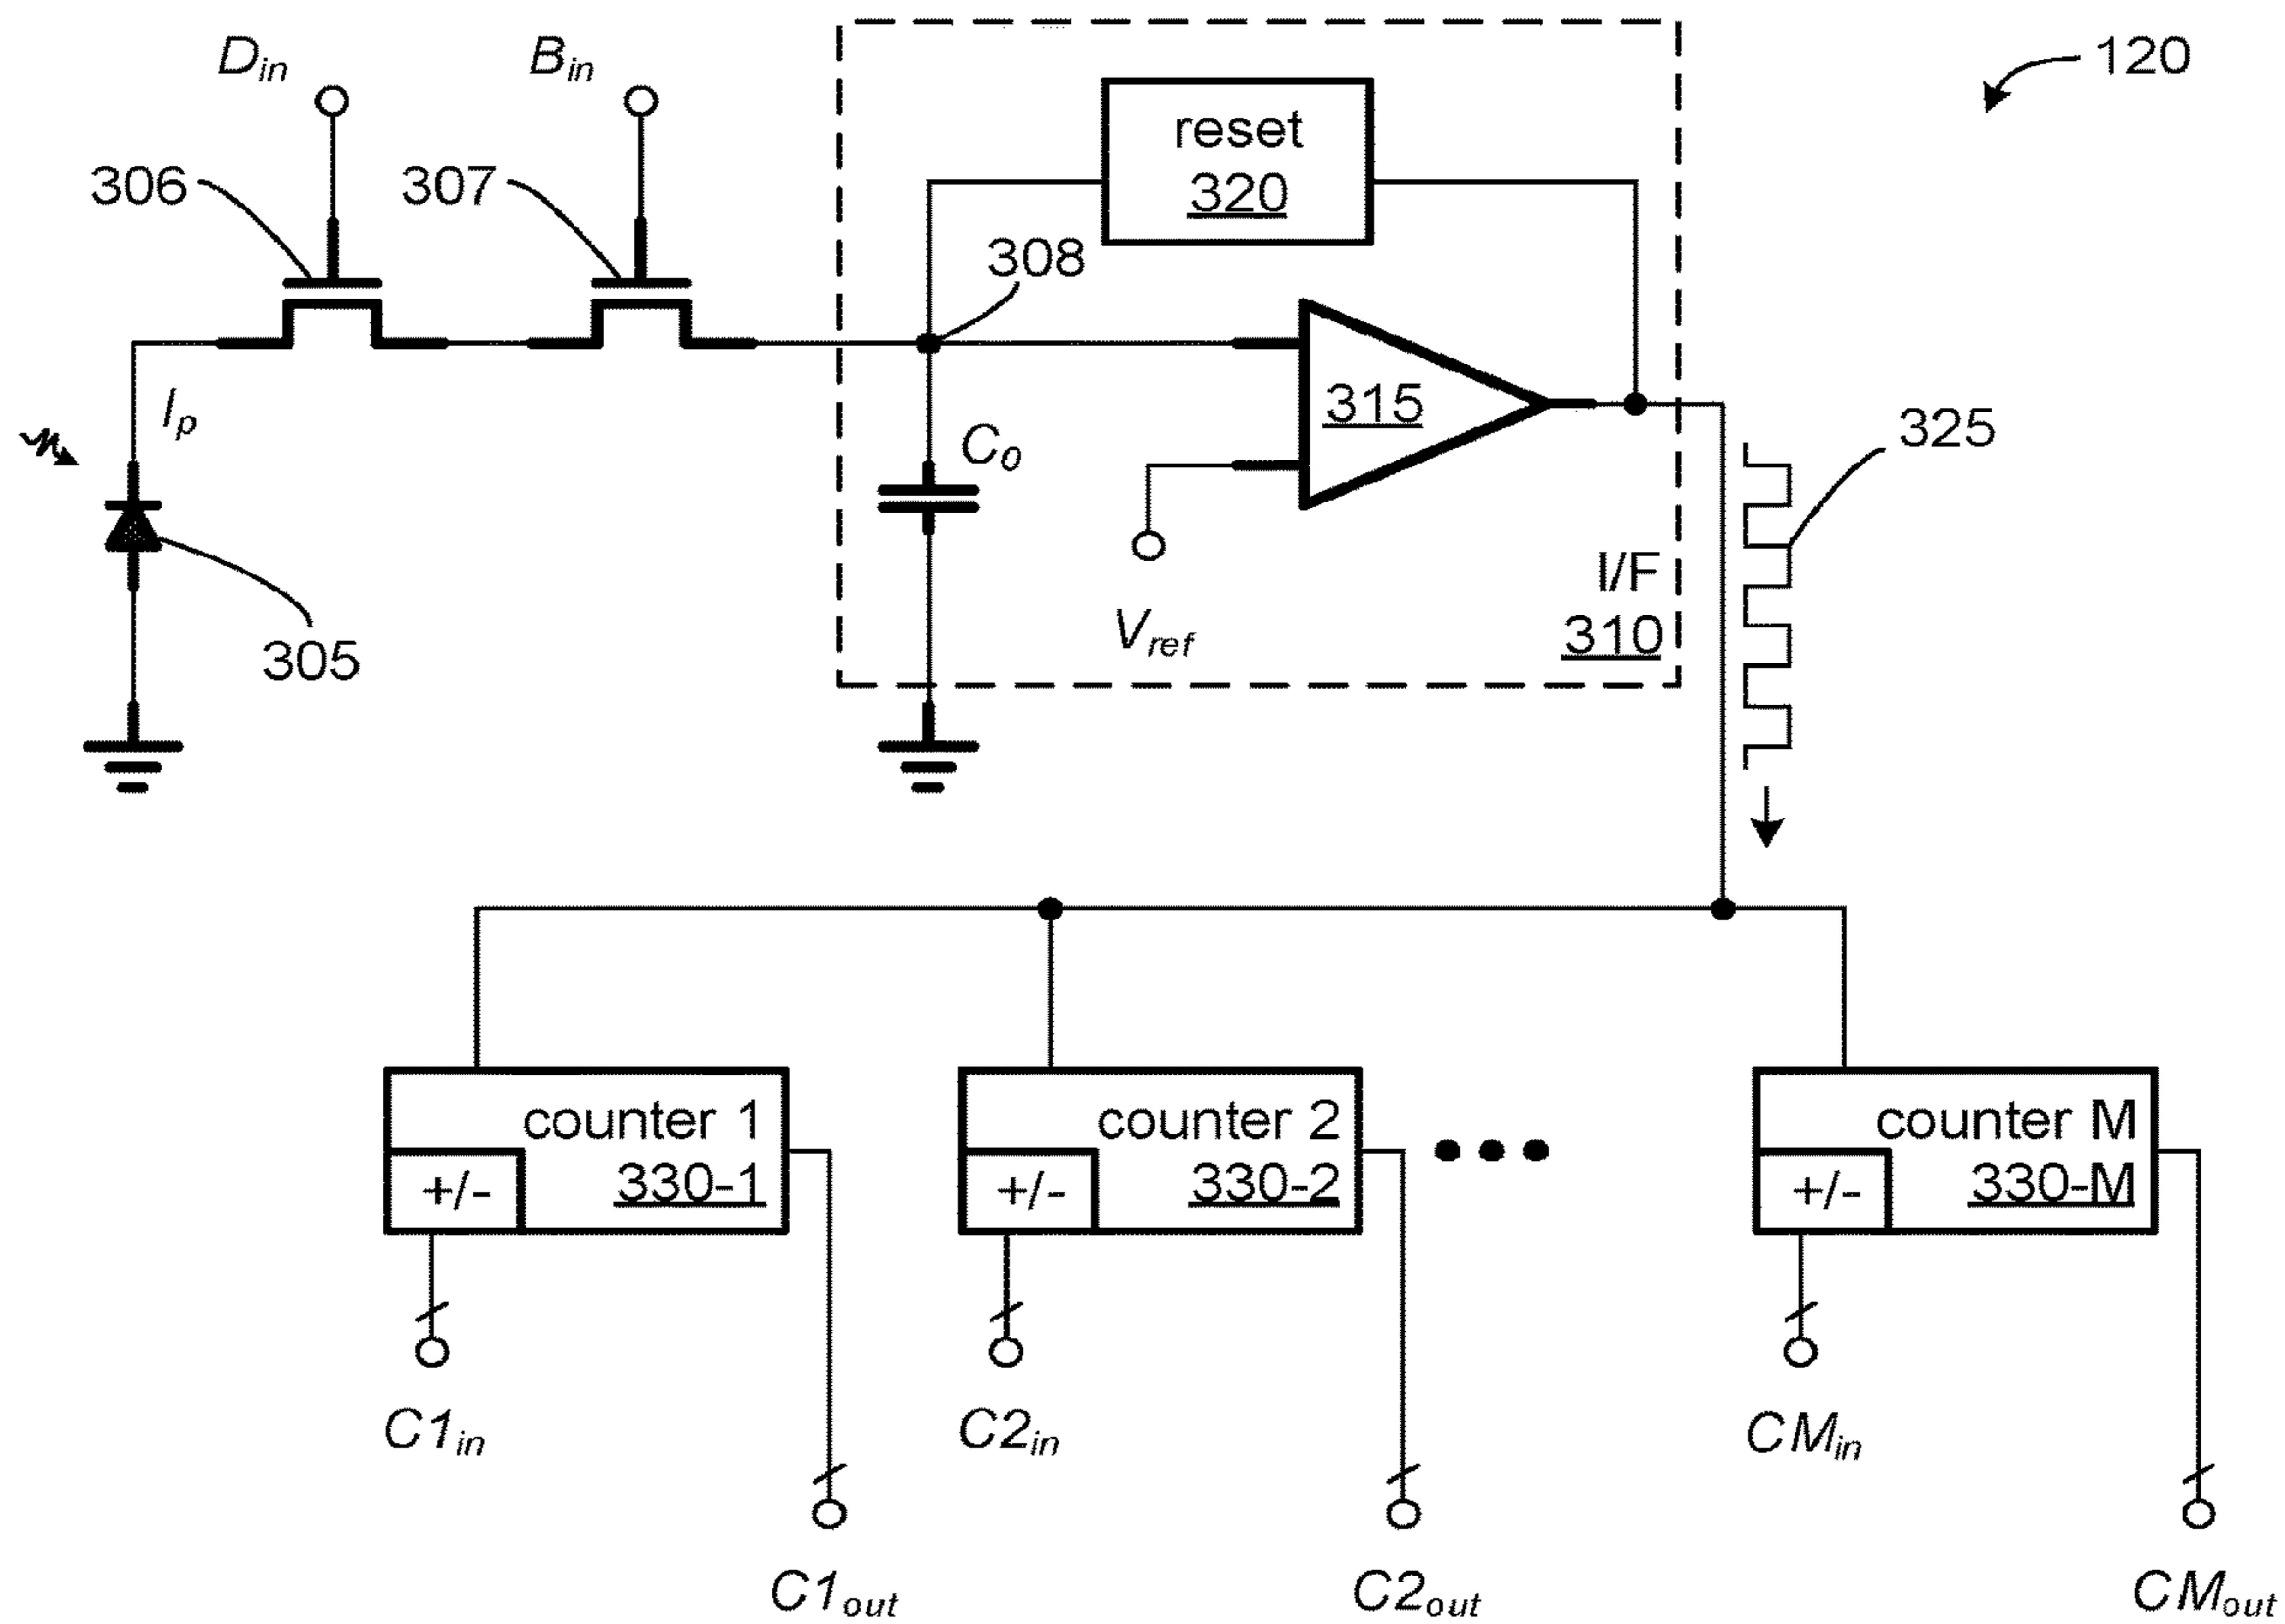 D_in
B_in
120
reset
320
306
307
308
I_p
C_0
315
325
I/F
310
V_ref
305
counter 1
330-1
+/-
counter 2
330-2
+/-
counter M
330-M
+/-
C1_in
C2_in
CM_in
C1_out
C2_out
CM_out